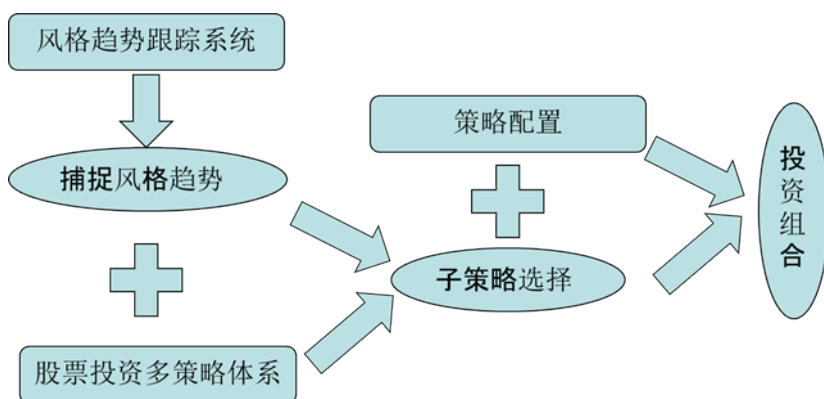 风格趋势跟踪系统
捕捉风格趋势
股票投资多策略体系
策略配置
子策略选择
投资组合